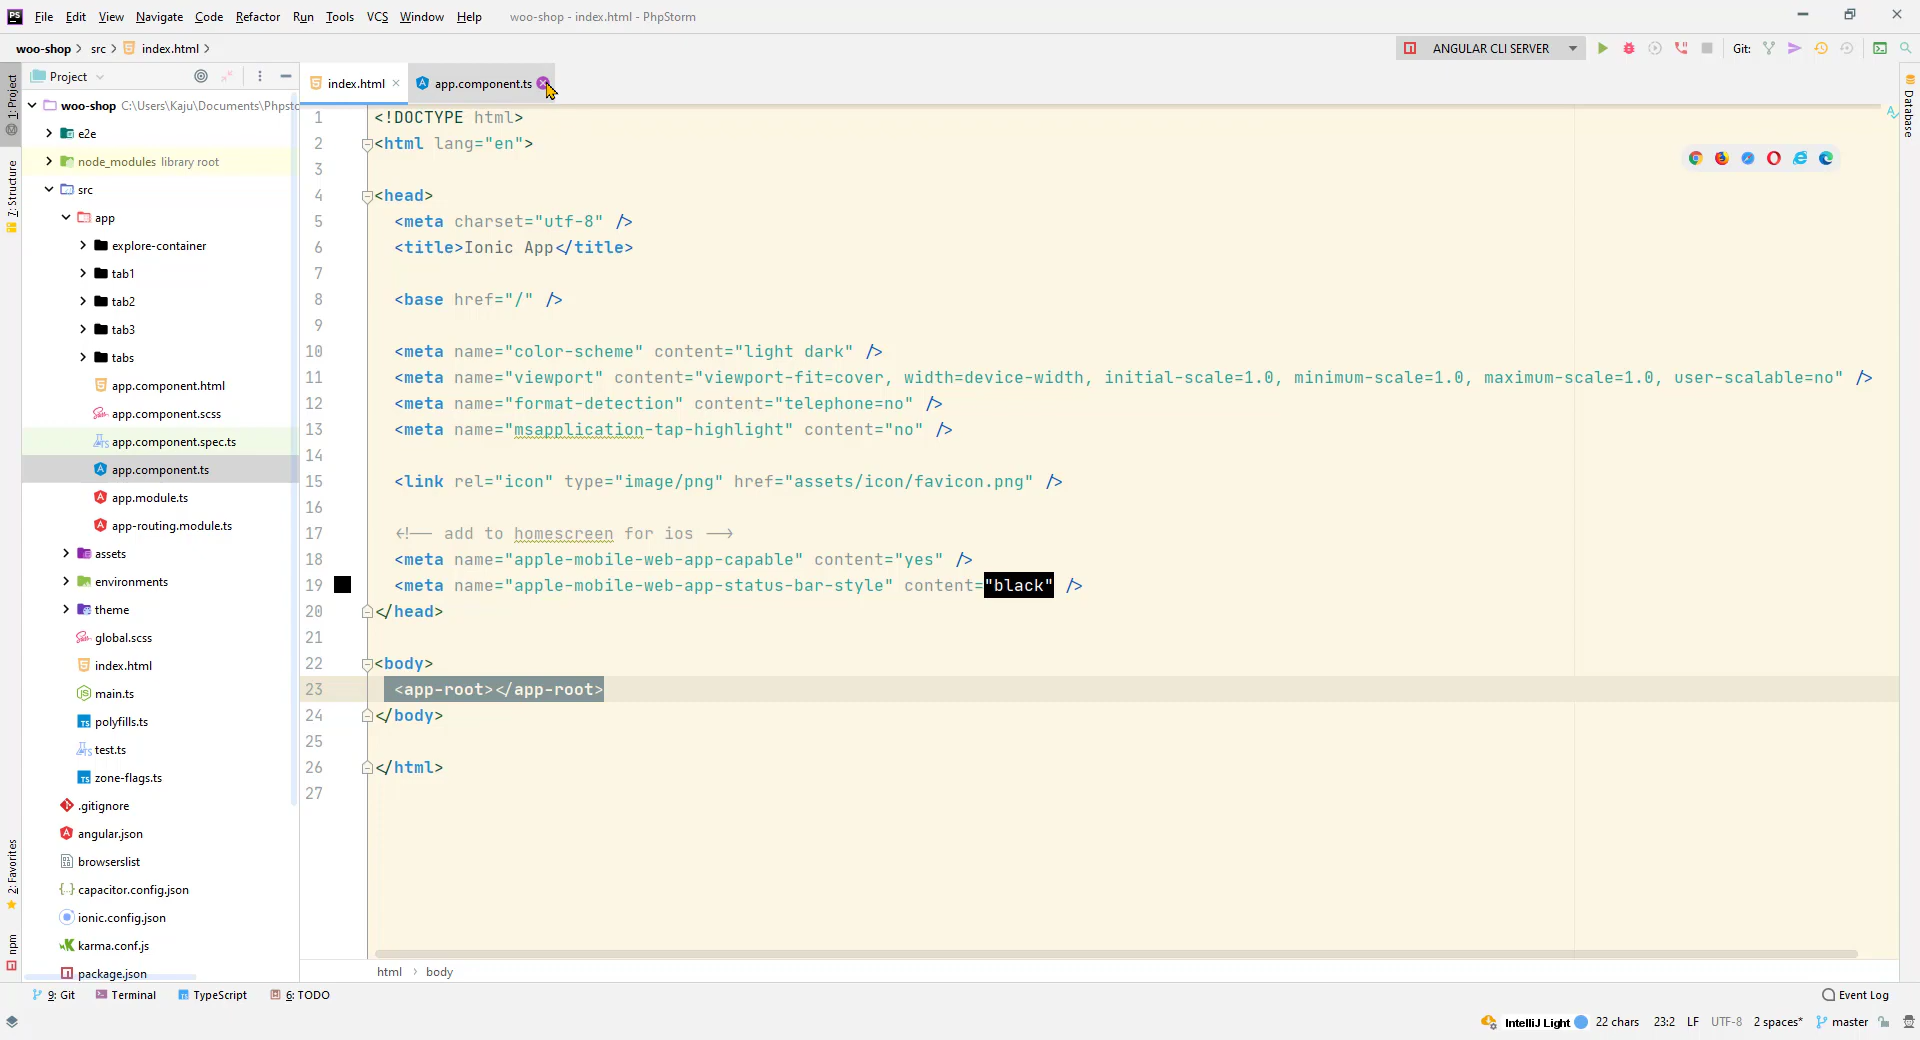 PS File Edit View Navigate Code Refactor Run Tools VCS Window Help woo-shop - index.html - PhpStorm
woo-shop src index.html ANGULAR CLI SERVER Git:
Project index.html app.component.ts
1: Project
7: Structure
2: Favorites
npm
Database
woo-shop C:\Users\Kaju\Documents\Phpsto
e2e
node_modules library root
src
app
explore-container
tab1
tab2
tab3
tabs
app.component.html
app.component.scss
app.component.spec.ts
app.component.ts
app.module.ts
app-routing.module.ts
assets
environments
theme
global.scss
index.html
main.ts
polyfills.ts
test.ts
zone-flags.ts
.gitignore
angular.json
browserslist
capacitor.config.json
ionic.config.json
karma.conf.js
package.json
1 <!DOCTYPE html>
2 <html lang="en">
3
4 <head>
5 <meta charset="utf-8" />
6 <title>Ionic App</title>
7
8 <base href="/" />
9
10 <meta name="color-scheme" content="light dark" />
11 <meta name="viewport" content="viewport-fit=cover, width=device-width, initial-scale=1.0, minimum-scale=1.0, maximum-scale=1.0, user-scalable=no" />
12 <meta name="format-detection" content="telephone=no" />
13 <meta name="msapplication-tap-highlight" content="no" />
14
15 <link rel="icon" type="image/png" href="assets/icon/favicon.png" />
16
17 <!-- add to homescreen for ios -->
18 <meta name="apple-mobile-web-app-capable" content="yes" />
19 <meta name="apple-mobile-web-app-status-bar-style" content="black" />
20 </head>
21
22 <body>
23 <app-root></app-root>
24 </body>
25
26 </html>
27
html body
9: Git Terminal TypeScript 6: TODO Event Log
IntelliJ Light 22 chars 23:2 LF UTF-8 2 spaces* master